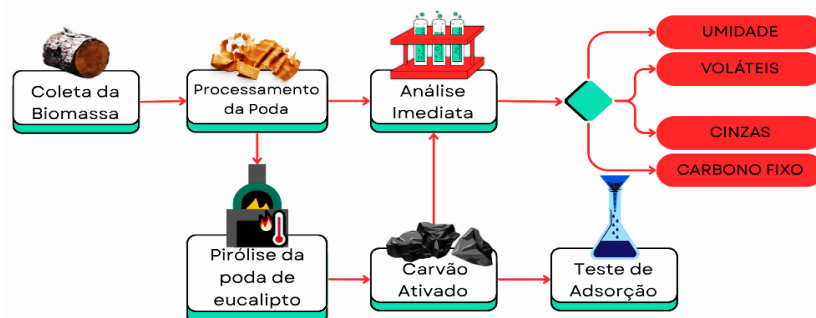 Coleta da
Biomassa
Processamento
da Poda
Análise
Imediata
UMIDADE
VOLÁTEIS
CINZAS
CARBONO FIXO
Pirólise da
poda de
eucalipto
Carvão
Ativado
Teste de
Adsorção